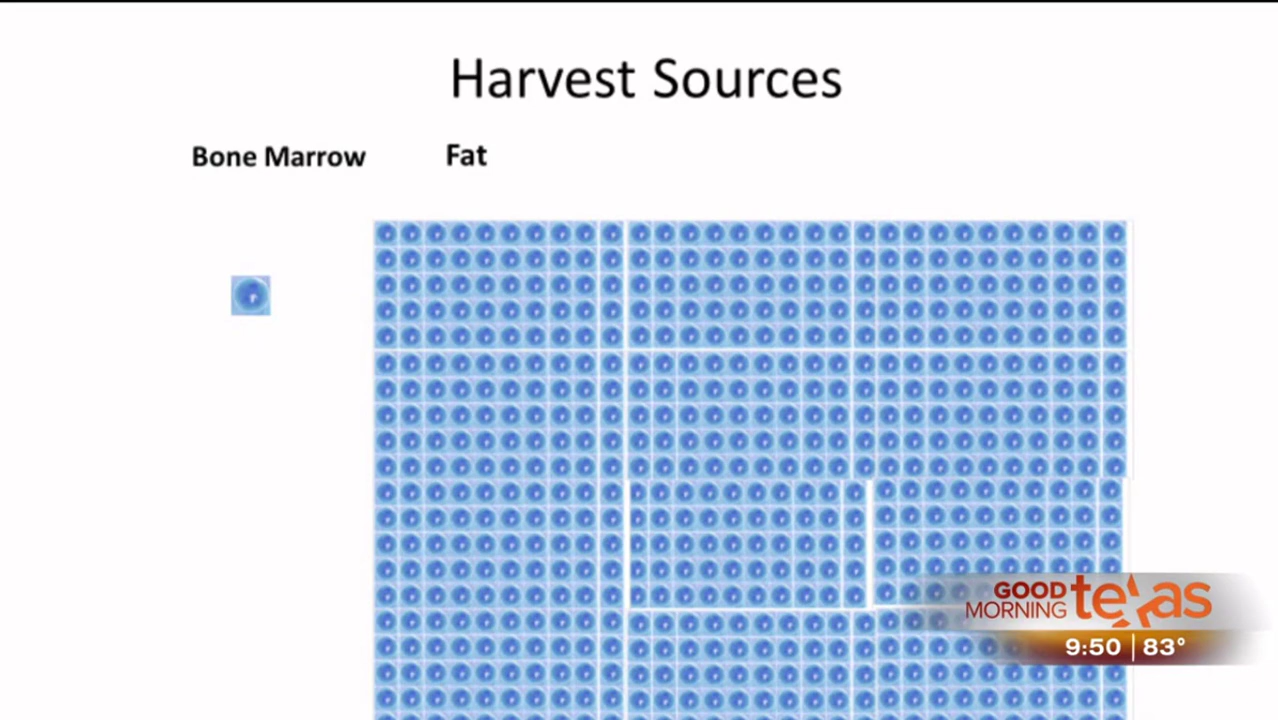 Harvest Sources
Bone Marrow Fat
GOOD
MORNING texas
9:50 | 83°